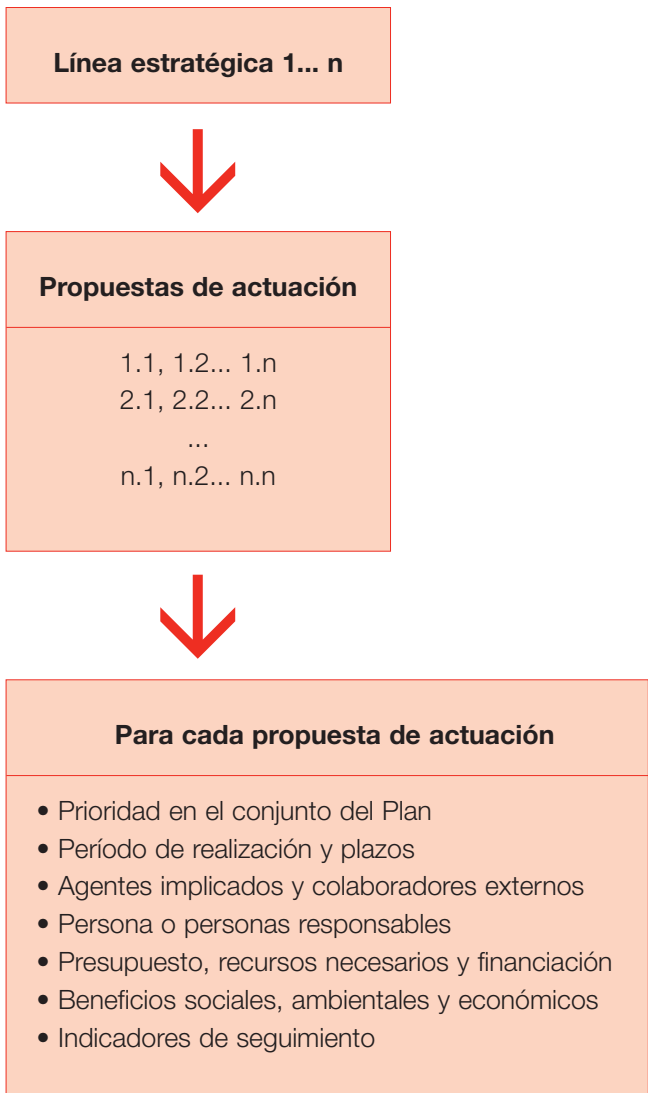 Línea estratégica 1... n
Propuestas de actuación
1.1, 1.2... 1.n
2.1, 2.2... 2.n
...
n.1, n.2... n.n
Para cada propuesta de actuación
• Prioridad en el conjunto del Plan
• Período de realización y plazos
• Agentes implicados y colaboradores externos
• Persona o personas responsables
• Presupuesto, recursos necesarios y financiación
• Beneficios sociales, ambientales y económicos
• Indicadores de seguimiento